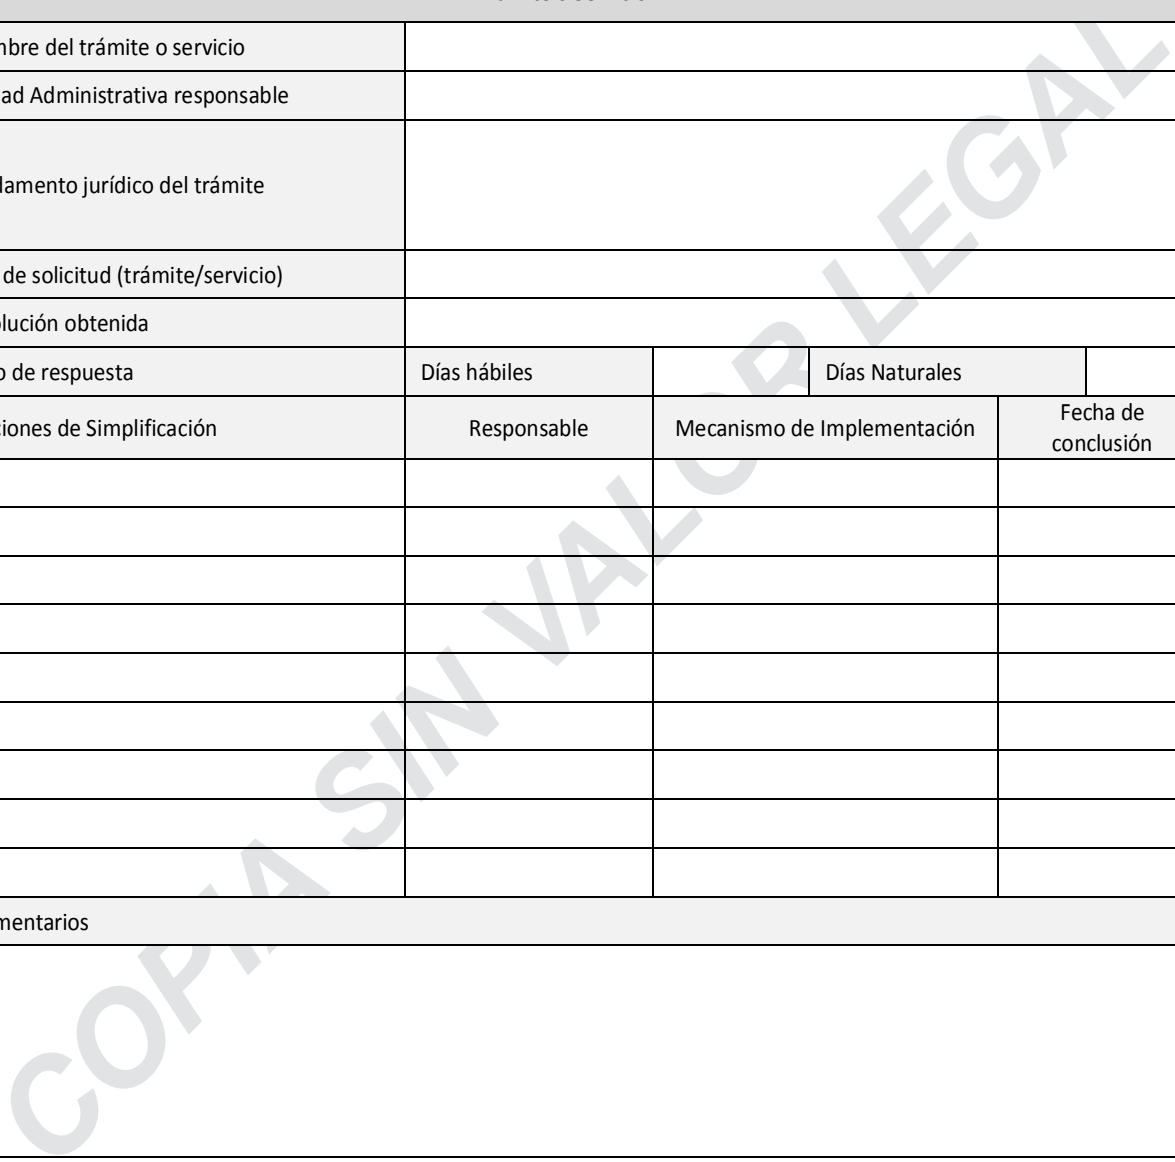 mbre del trámite o servicio
ad Administrativa responsable
damento jurídico del trámite
de solicitud (trámite/servicio)
olución obtenida
o de respuesta
Días hábiles
Días Naturales
ciones de Simplificación
Responsable
Mecanismo de Implementación
Fecha de
conclusión
mentarios
COPIA SIN VALOR LEGAL